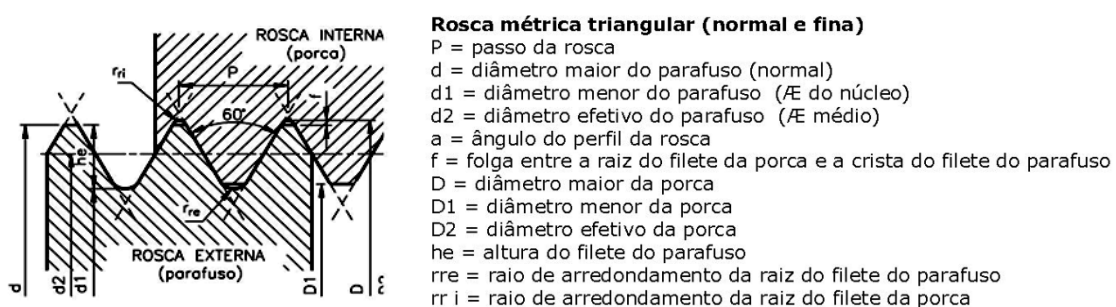 ROSCA INTERNA
(porca)
rri
P
f
60°
he
rre
ROSCA EXTERNA
(parafuso)
d
d2
d1
D1
D
Rosca métrica triangular (normal e fina)
P = passo da rosca
d = diâmetro maior do parafuso (normal)
d1 = diâmetro menor do parafuso (Æ do núcleo)
d2 = diâmetro efetivo do parafuso (Æ médio)
a = ângulo do perfil da rosca
f = folga entre a raiz do filete da porca e a crista do filete do parafuso
D = diâmetro maior da porca
D1 = diâmetro menor da porca
D2 = diâmetro efetivo da porca
he = altura do filete do parafuso
rre = raio de arredondamento da raiz do filete do parafuso
rr i = raio de arredondamento da raiz do filete da porca